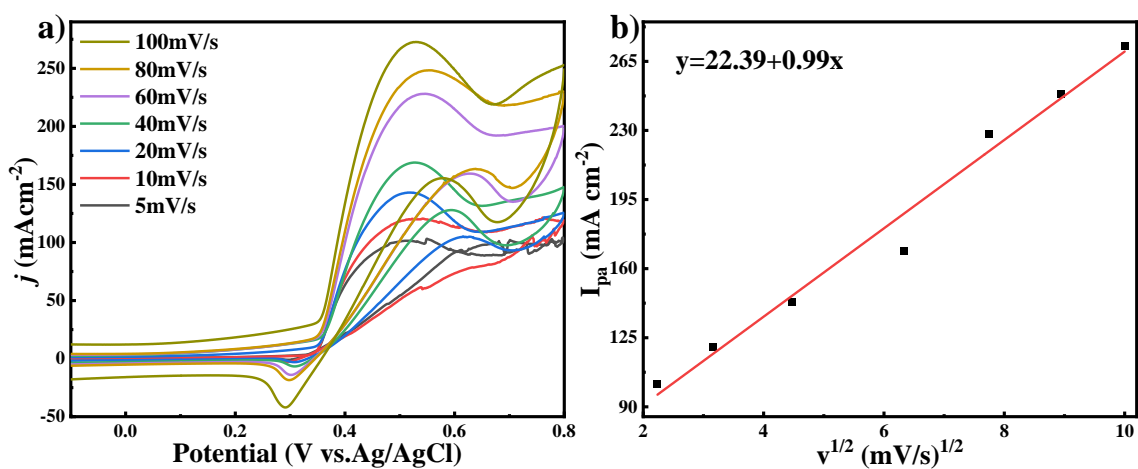 a)
100mV/s
80mV/s
60mV/s
40mV/s
20mV/s
10mV/s
5mV/s
250
200
150
100
50
0
-50
j (mAcm⁻²)
0.0 0.2 0.4 0.6 0.8
Potential (V vs.Ag/AgCl)
b)
y=22.39+0.99x
265
230
195
160
125
90
I_pa (mA cm⁻²)
2 4 6 8 10
v^1/2 (mV/s)^1/2